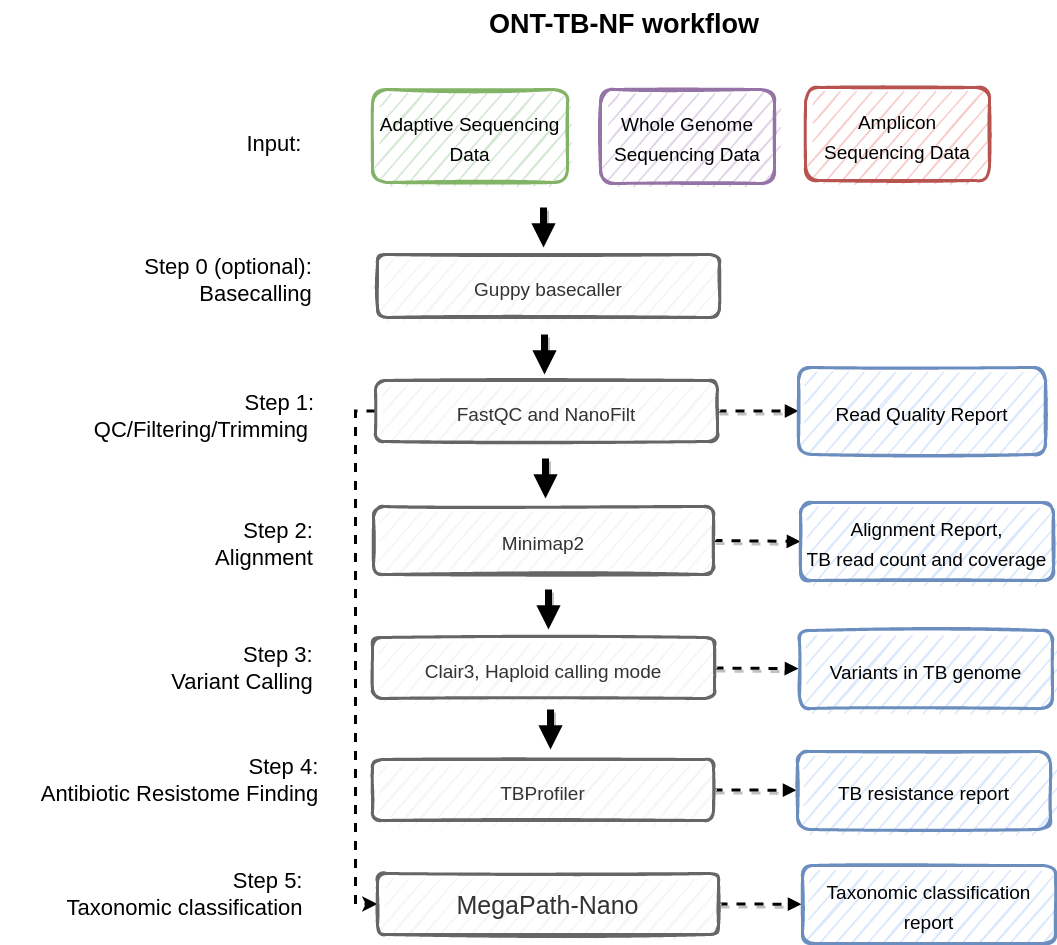 ONT-TB-NF workflow
Input:
Adaptive Sequencing
Data
Whole Genome
Sequencing Data
Amplicon
Sequencing Data
Step 0 (optional):
Basecalling
Guppy basecaller
Step 1:
QC/Filtering/Trimming
FastQC and NanoFilt
Read Quality Report
Step 2:
Alignment
Minimap2
Alignment Report,
TB read count and coverage
Step 3:
Variant Calling
Clair3, Haploid calling mode
Variants in TB genome
Step 4:
Antibiotic Resistome Finding
TBProfiler
TB resistance report
Step 5:
Taxonomic classification
MegaPath-Nano
Taxonomic classification
report